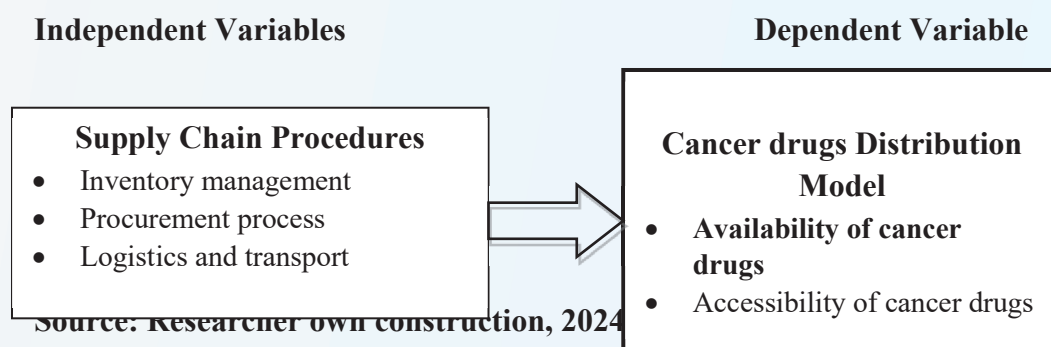 Independent Variables
Dependent Variable
Supply Chain Procedures
• Inventory management
• Procurement process
• Logistics and transport
Cancer drugs Distribution
Model
• Availability of cancer
drugs
• Accessibility of cancer drugs
Source: Researcher own construction, 2024